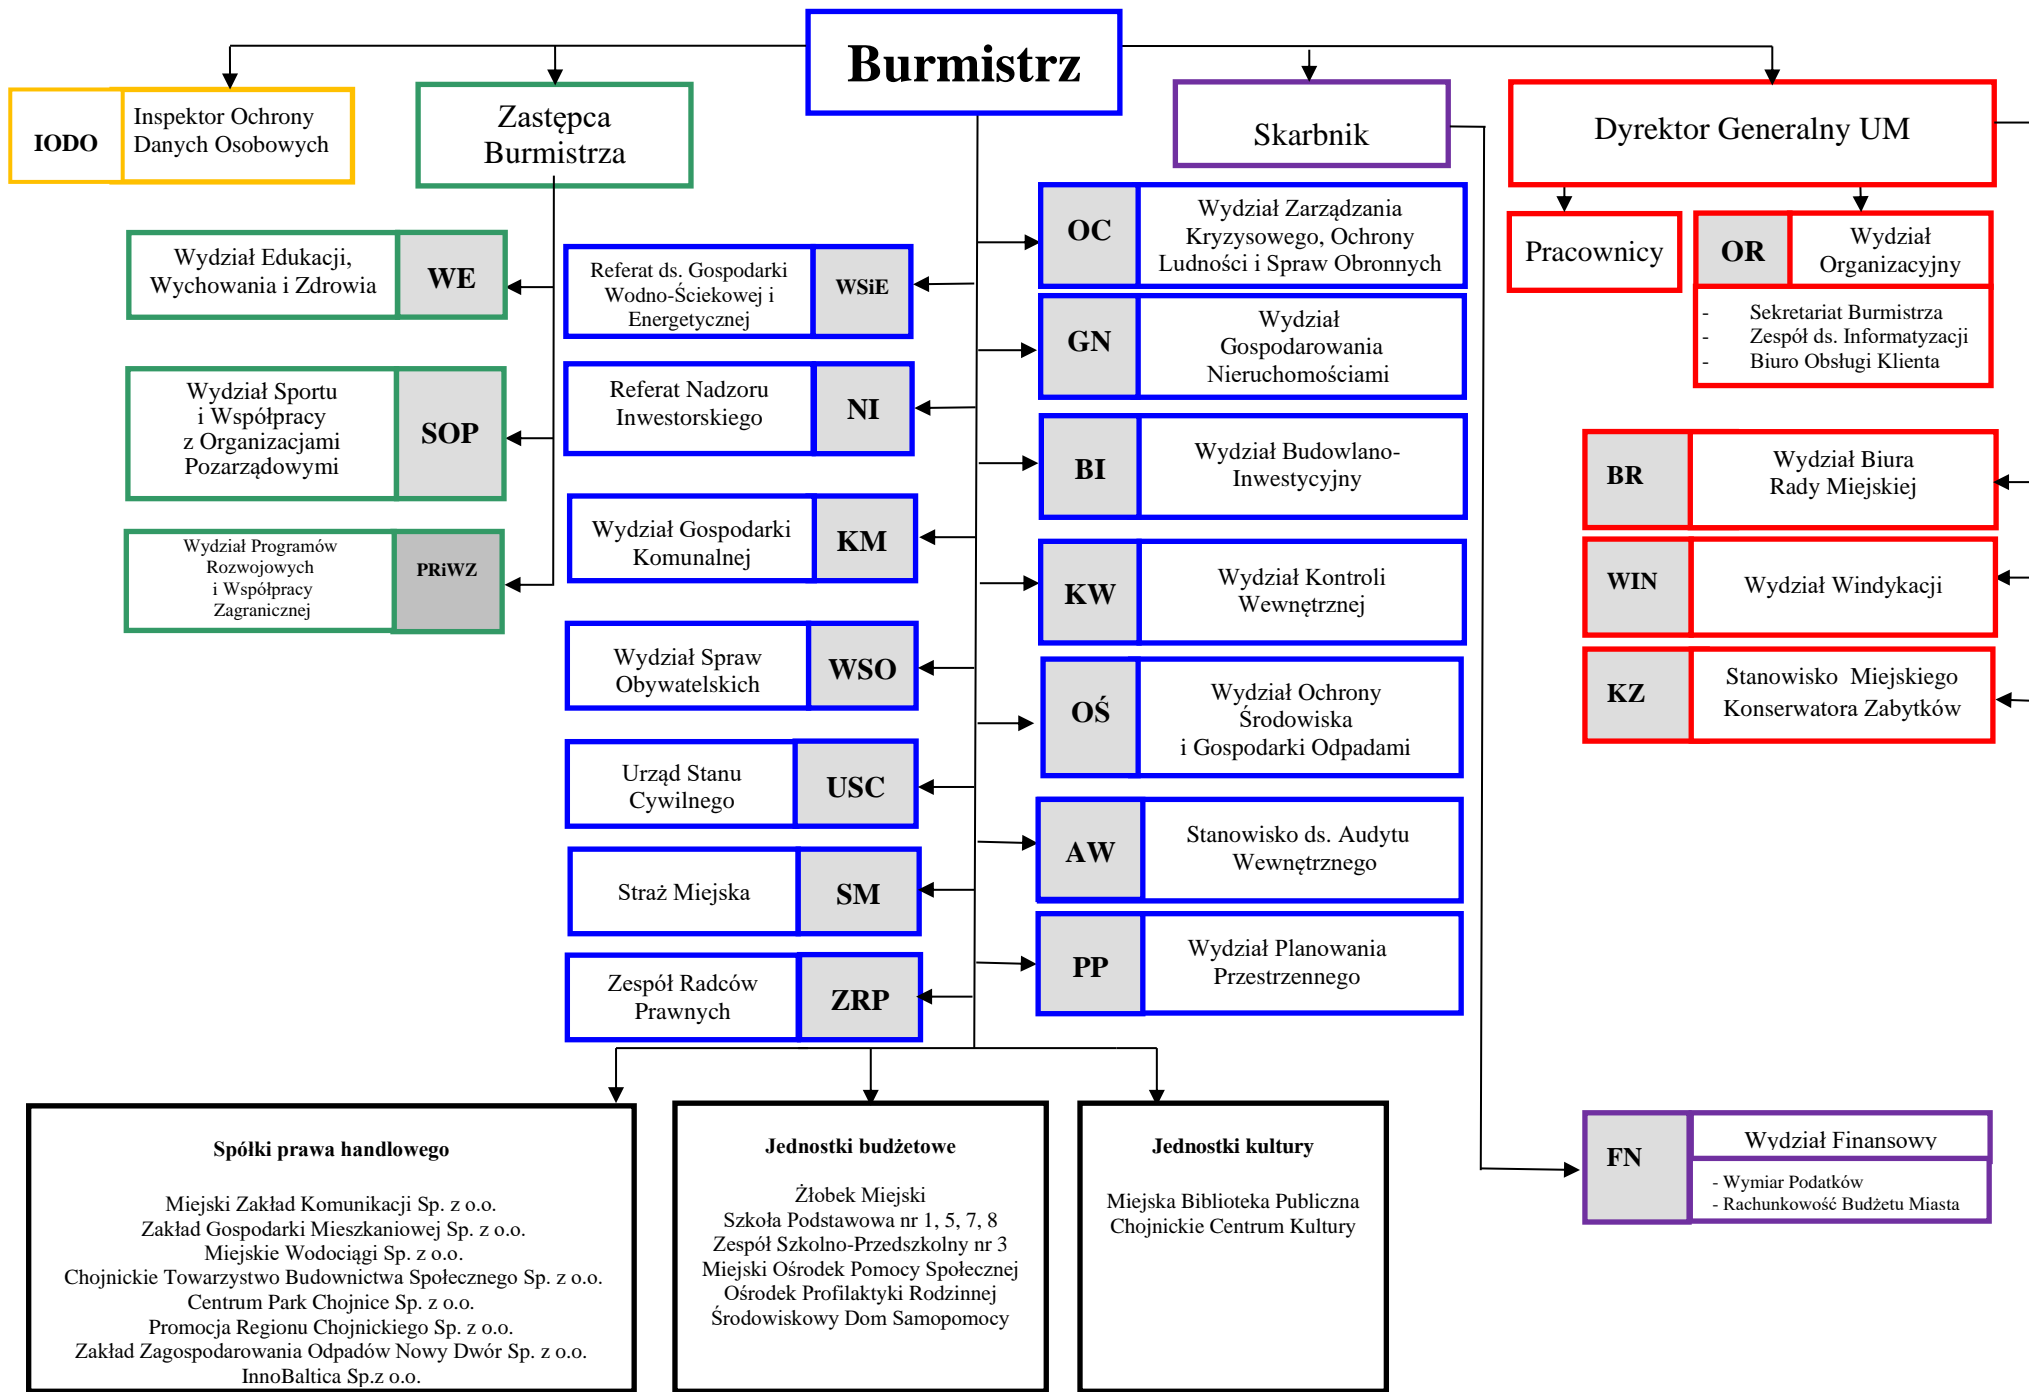 Burmistrz
IODO
Inspektor Ochrony
Danych Osobowych
Zastępca
Burmistrza
Skarbnik
Dyrektor Generalny UM
Wydział Edukacji,
Wychowania i Zdrowia
WE
Wydział Sportu
i Współpracy
z Organizacjami
Pozarządowymi
SOP
Wydział Programów
Rozwojowych
i Współpracy
Zagranicznej
PRiWZ
Referat ds. Gospodarki
Wodno-Ściekowej i
Energetycznej
WSiE
Referat Nadzoru
Inwestorskiego
NI
Wydział Gospodarki
Komunalnej
KM
Wydział Spraw
Obywatelskich
WSO
Urząd Stanu
Cywilnego
USC
Straż Miejska
SM
Zespół Radców
Prawnych
ZRP
OC
Wydział Zarządzania
Kryzysowego, Ochrony
Ludności i Spraw Obronnych
GN
Wydział
Gospodarowania
Nieruchomościami
BI
Wydział Budowlano-
Inwestycyjny
KW
Wydział Kontroli
Wewnętrznej
OŚ
Wydział Ochrony
Środowiska
i Gospodarki Odpadami
AW
Stanowisko ds. Audytu
Wewnętrznego
PP
Wydział Planowania
Przestrzennego
Pracownicy
OR
Wydział
Organizacyjny
- Sekretariat Burmistrza
- Zespół ds. Informatyzacji
- Biuro Obsługi Klienta
BR
Wydział Biura
Rady Miejskiej
WIN
Wydział Windykacji
KZ
Stanowisko Miejskiego
Konserwatora Zabytków
FN
Wydział Finansowy
- Wymiar Podatków
- Rachunkowość Budżetu Miasta
Spółki prawa handlowego
Miejski Zakład Komunikacji Sp. z o.o.
Zakład Gospodarki Mieszkaniowej Sp. z o.o.
Miejskie Wodociągi Sp. z o.o.
Chojnickie Towarzystwo Budownictwa Społecznego Sp. z o.o.
Centrum Park Chojnice Sp. z o.o.
Promocja Regionu Chojnickiego Sp. z o.o.
Zakład Zagospodarowania Odpadów Nowy Dwór Sp. z o.o.
InnoBaltica Sp.z o.o.
Jednostki budżetowe
Żłobek Miejski
Szkoła Podstawowa nr 1, 5, 7, 8
Zespół Szkolno-Przedszkolny nr 3
Miejski Ośrodek Pomocy Społecznej
Ośrodek Profilaktyki Rodzinnej
Środowiskowy Dom Samopomocy
Jednostki kultury
Miejska Biblioteka Publiczna
Chojnickie Centrum Kultury